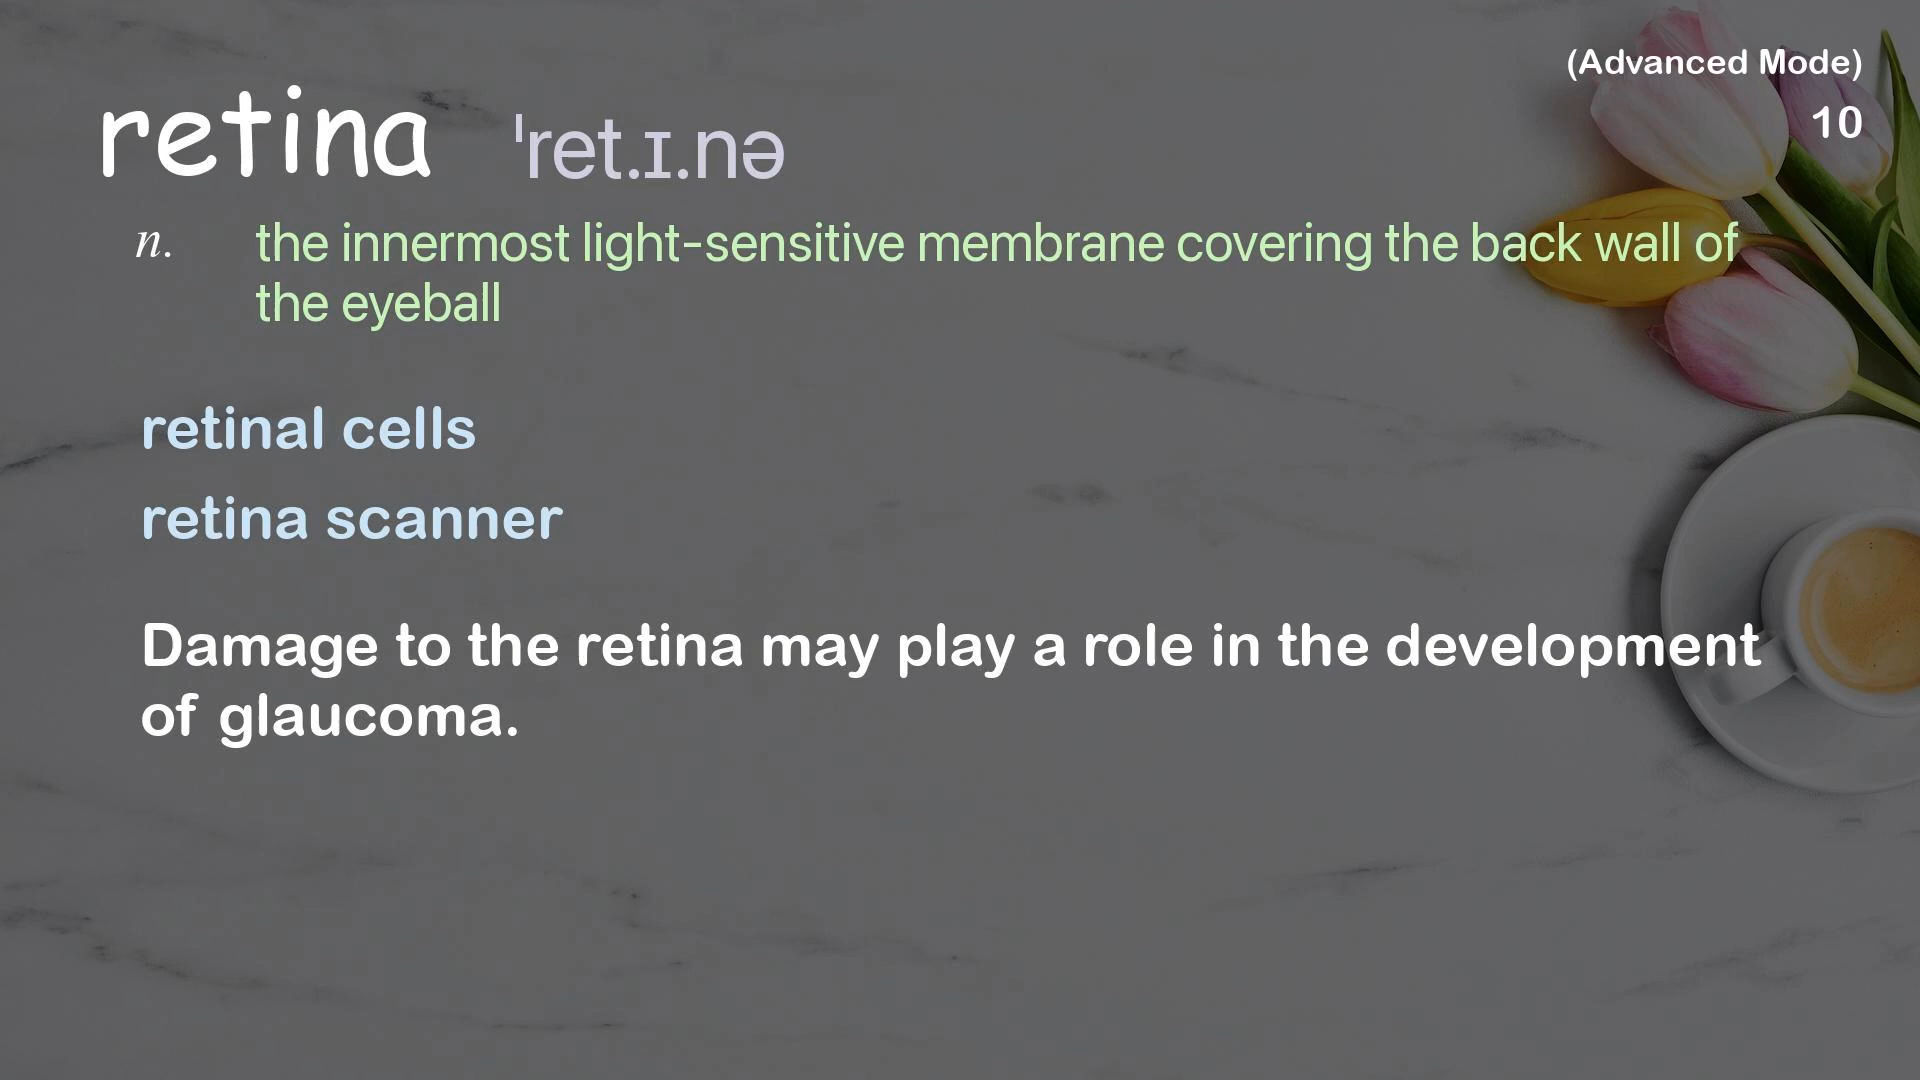 (Advanced Mode)
10
retina ˈret.ɪ.nə
n. the innermost light-sensitive membrane covering the back wall of
the eyeball
retinal cells
retina scanner
Damage to the retina may play a role in the development
of glaucoma.